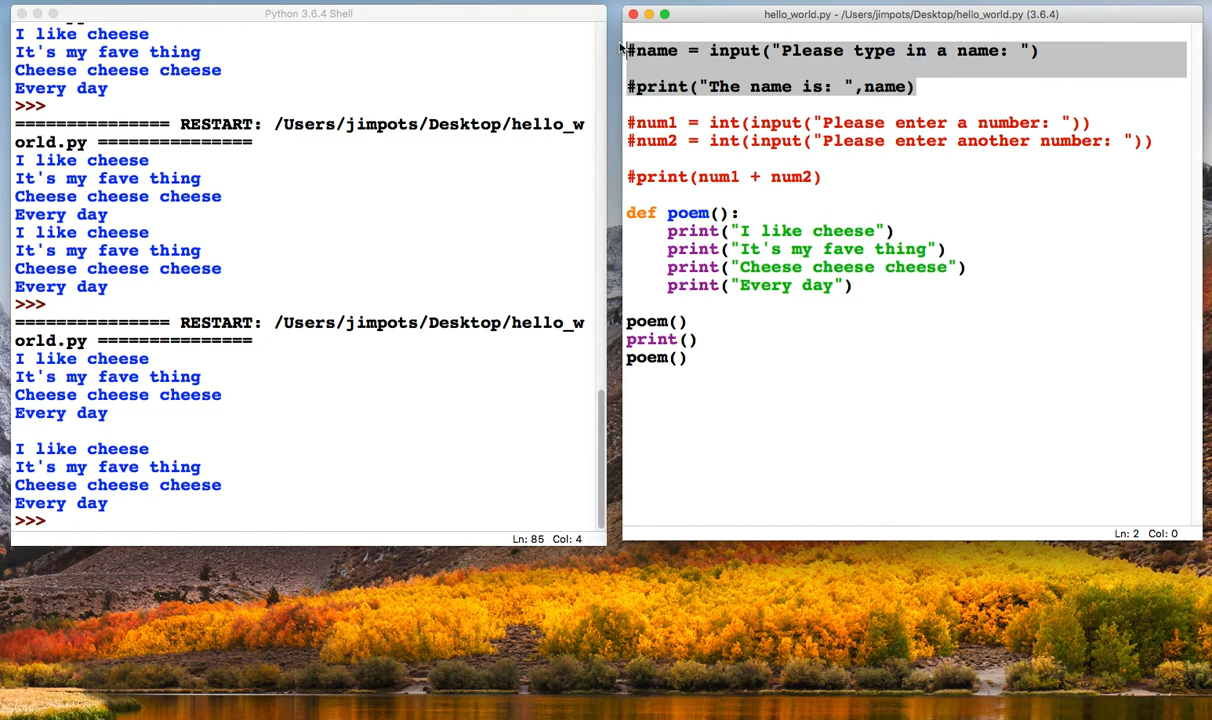 Python 3.6.4 Shell
I like cheese
It's my fave thing
Cheese cheese cheese
Every day
>>>
=============== RESTART: /Users/jimpots/Desktop/hello_w
orld.py ===============
I like cheese
It's my fave thing
Cheese cheese cheese
Every day
I like cheese
It's my fave thing
Cheese cheese cheese
Every day
>>>
=============== RESTART: /Users/jimpots/Desktop/hello_w
orld.py ===============
I like cheese
It's my fave thing
Cheese cheese cheese
Every day
I like cheese
It's my fave thing
Cheese cheese cheese
Every day
>>>
Ln: 85 Col: 4
hello_world.py - /Users/jimpots/Desktop/hello_world.py (3.6.4)
#name = input("Please type in a name: ")
#print("The name is: ",name)
#num1 = int(input("Please enter a number: "))
#num2 = int(input("Please enter another number: "))
#print(num1 + num2)
def poem():
    print("I like cheese")
    print("It's my fave thing")
    print("Cheese cheese cheese")
    print("Every day")
poem()
print()
poem()
Ln: 2 Col: 0